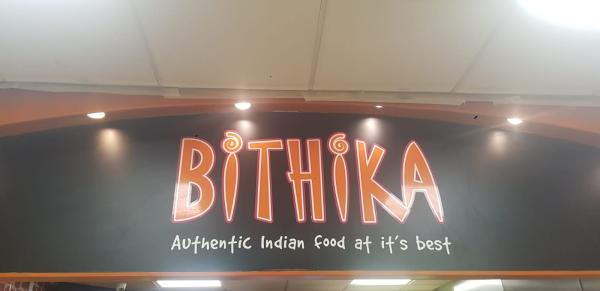 BiTHiKA
Authentic Indian food at it's best